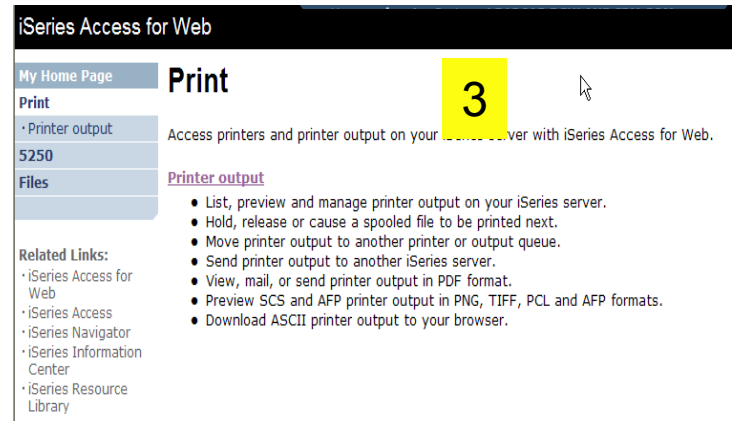 iSeries Access for Web
My Home Page
Print
· Printer output
5250
Files
Related Links:
· iSeries Access for
Web
· iSeries Access
· iSeries Navigator
· iSeries Information
Center
· iSeries Resource
Library
Print
3
Access printers and printer output on your iSeries server with iSeries Access for Web.
Printer output
● List, preview and manage printer output on your iSeries server.
● Hold, release or cause a spooled file to be printed next.
● Move printer output to another printer or output queue.
● Send printer output to another iSeries server.
● View, mail, or send printer output in PDF format.
● Preview SCS and AFP printer output in PNG, TIFF, PCL and AFP formats.
● Download ASCII printer output to your browser.